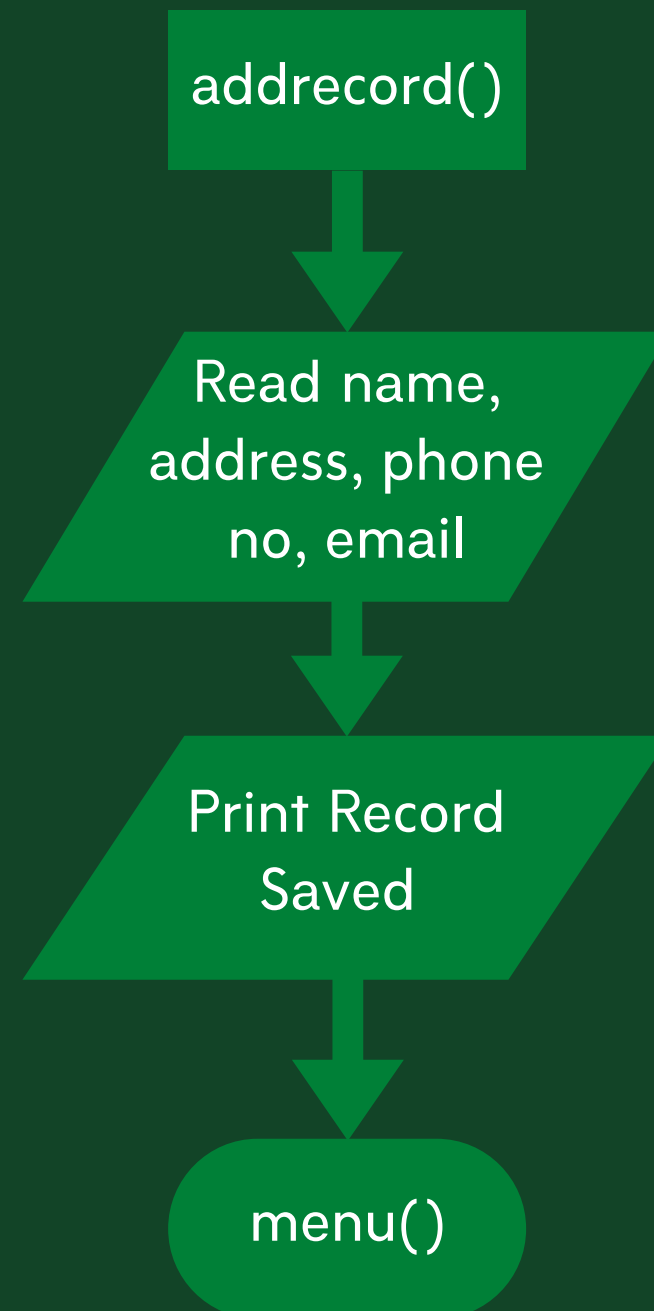 addrecord()
Read name,
address, phone
no, email
Print Record
Saved
menu()